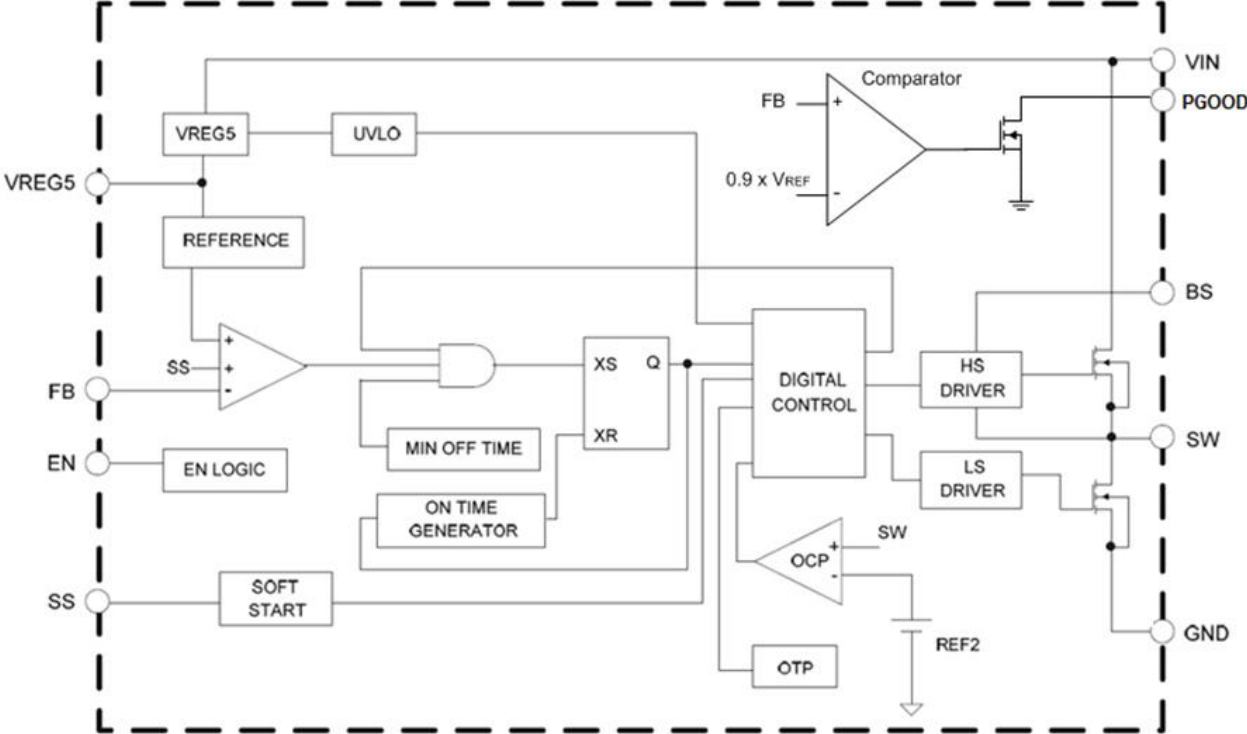 VIN
Comparator
PGOOD
FB
+
VREG5
UVLO
0.9 x VREF
-
VREG5
REFERENCE
BS
+
SS
+
-
XS
Q
HS
DRIVER
DIGITAL
CONTROL
FB
XR
SW
MIN OFF TIME
EN
EN LOGIC
LS
DRIVER
ON TIME
GENERATOR
SW
+
OCP
-
SS
SOFT
START
GND
REF2
OTP